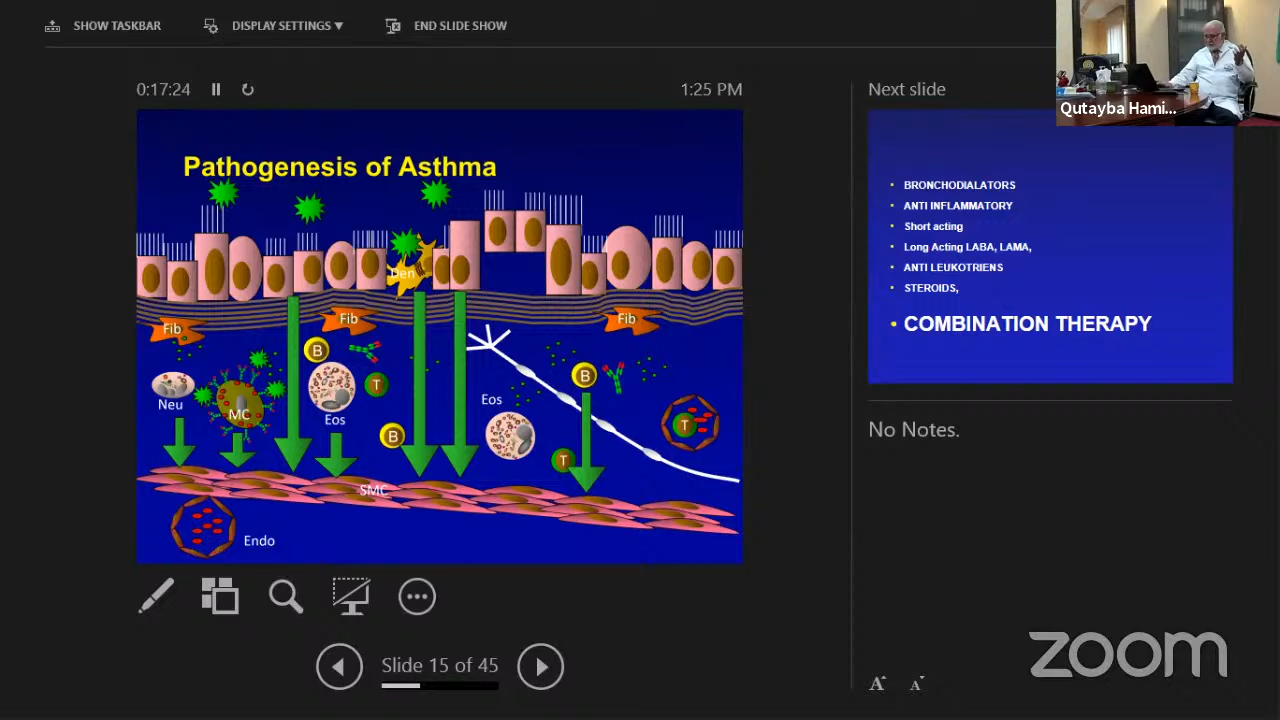 SHOW TASKBAR
DISPLAY SETTINGS ▼
END SLIDE SHOW
Qutayba Hami...
0:17:24
1:25 PM
Next slide
Pathogenesis of Asthma
Den
Fib
Fib
Fib
B
T
B
Neu
MC
Eos
Eos
B
T
T
SMC
Endo
• BRONCHODIALATORS
• ANTI INFLAMMATORY
• Short acting
• Long Acting LABA, LAMA,
• ANTI LEUKOTRIENS
• STEROIDS,
• COMBINATION THERAPY
No Notes.
Slide 15 of 45
A A
zoom